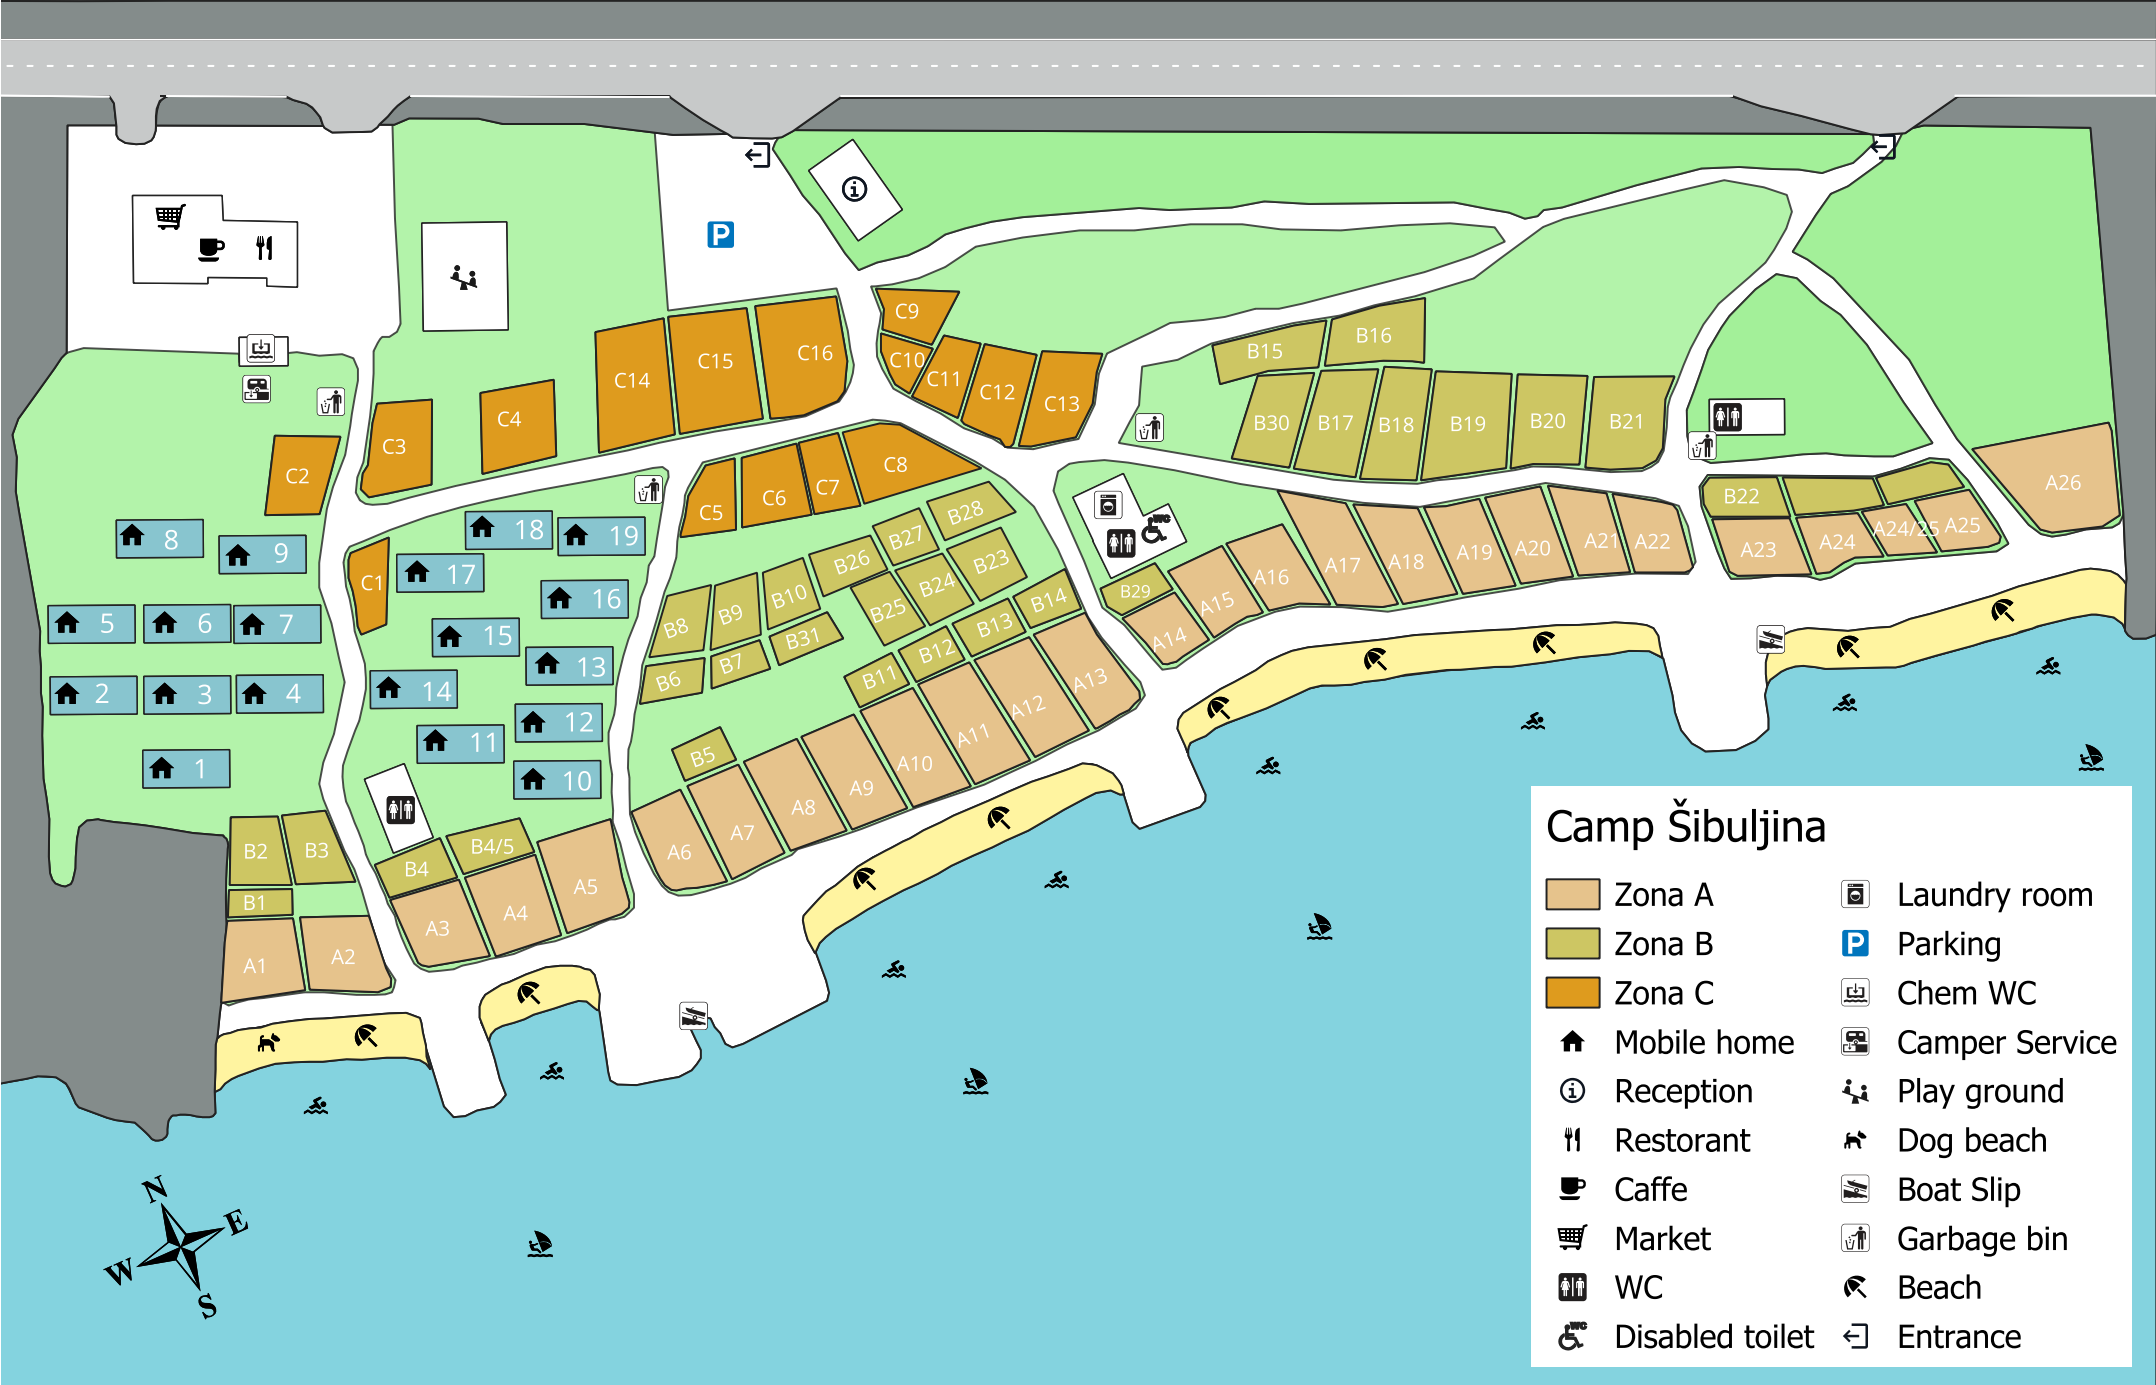 P
C9
B16
C15
C16
B15
C10
C14
C11
C12
C13
C4
C3
B30
B17
B18
B19
B20
B21
C8
C2
C7
C6
C5
B22
A26
B28
WC
8
9
18
19
B27
A24/25
A25
A24
A23
C1
17
B26
B23
A17
A18
A19
A20
A21
A22
16
B10
B24
A16
B29
5
6
7
B8
B9
B25
B14
A15
15
B31
B13
A14
13
B7
B12
2
3
4
14
B6
B11
A13
A12
12
11
B5
A11
1
10
A10
A9
A8
A7
B2
B3
B4/5
A6
B4
A5
B1
A3
A4
A1
A2
N
E
W
S
Camp Šibuljina
Zona A
Zona B
Zona C
Mobile home
Reception
Restorant
Caffe
Market
WC
WC
Disabled toilet
Laundry room
P
Parking
Chem WC
Camper Service
Play ground
Dog beach
Boat Slip
Garbage bin
Beach
Entrance